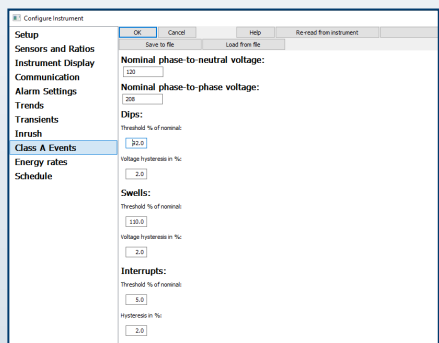 Configure Instrument
Setup
Sensors and Ratios
Instrument Display
Communication
Alarm Settings
Trends
Transients
Inrush
Class A Events
Energy rates
Schedule
OK Cancel Help Re-read from instrument
Save to file Load from file
Nominal phase-to-neutral voltage:
120
Nominal phase-to-phase voltage:
208
Dips:
Threshold % of nominal:
92.0
Voltage hysteresis in %:
2.0
Swells:
Threshold % of nominal:
110.0
Voltage hysteresis in %:
2.0
Interrupts:
Threshold % of nominal:
5.0
Hysteresis in %:
2.0